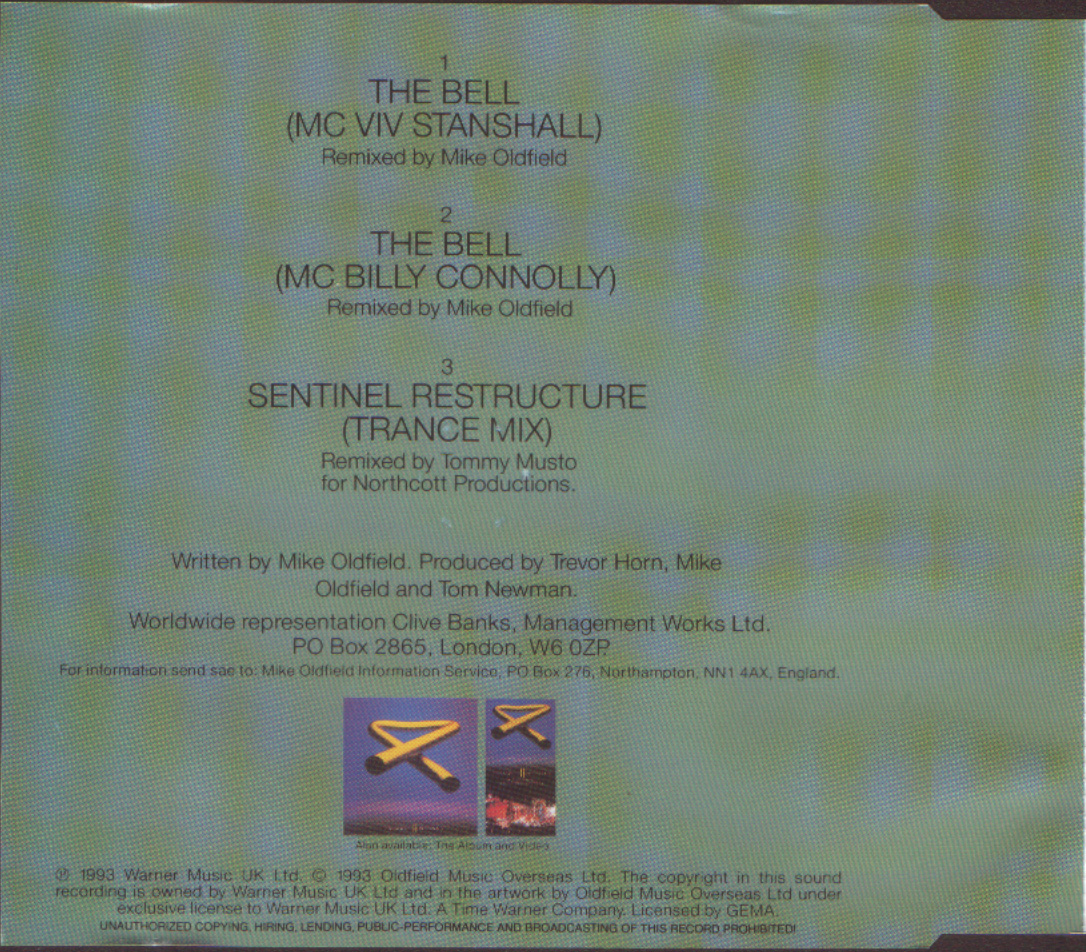 1
THE BELL
(MC VIV STANSHALL)
Remixed by Mike Oldfield
2
THE BELL
(MC BILLY CONNOLLY)
Remixed by Mike Oldfield
3
SENTINEL RESTRUCTURE
(TRANCE MIX)
Remixed by Tommy Musto
for Northcott Productions.
Written by Mike Oldfield. Produced by Trevor Horn, Mike
Oldfield and Tom Newman.
Worldwide representation Clive Banks, Management Works Ltd.
PO Box 2865, London, W6 0ZP.
For information send sae to: Mike Oldfield Information Service, PO Box 276, Northampton, NN1 4AX, England.
II
Also available: The Album and Video
℗ 1993 Warner Music UK Ltd. © 1993 Oldfield Music Overseas Ltd. The copyright in this sound
recording is owned by Warner Music UK Ltd and in the artwork by Oldfield Music Overseas Ltd under
exclusive license to Warner Music UK Ltd. A Time Warner Company. Licensed by GEMA.
UNAUTHORIZED COPYING, HIRING, LENDING, PUBLIC-PERFORMANCE AND BROADCASTING OF THIS RECORD PROHIBITED!